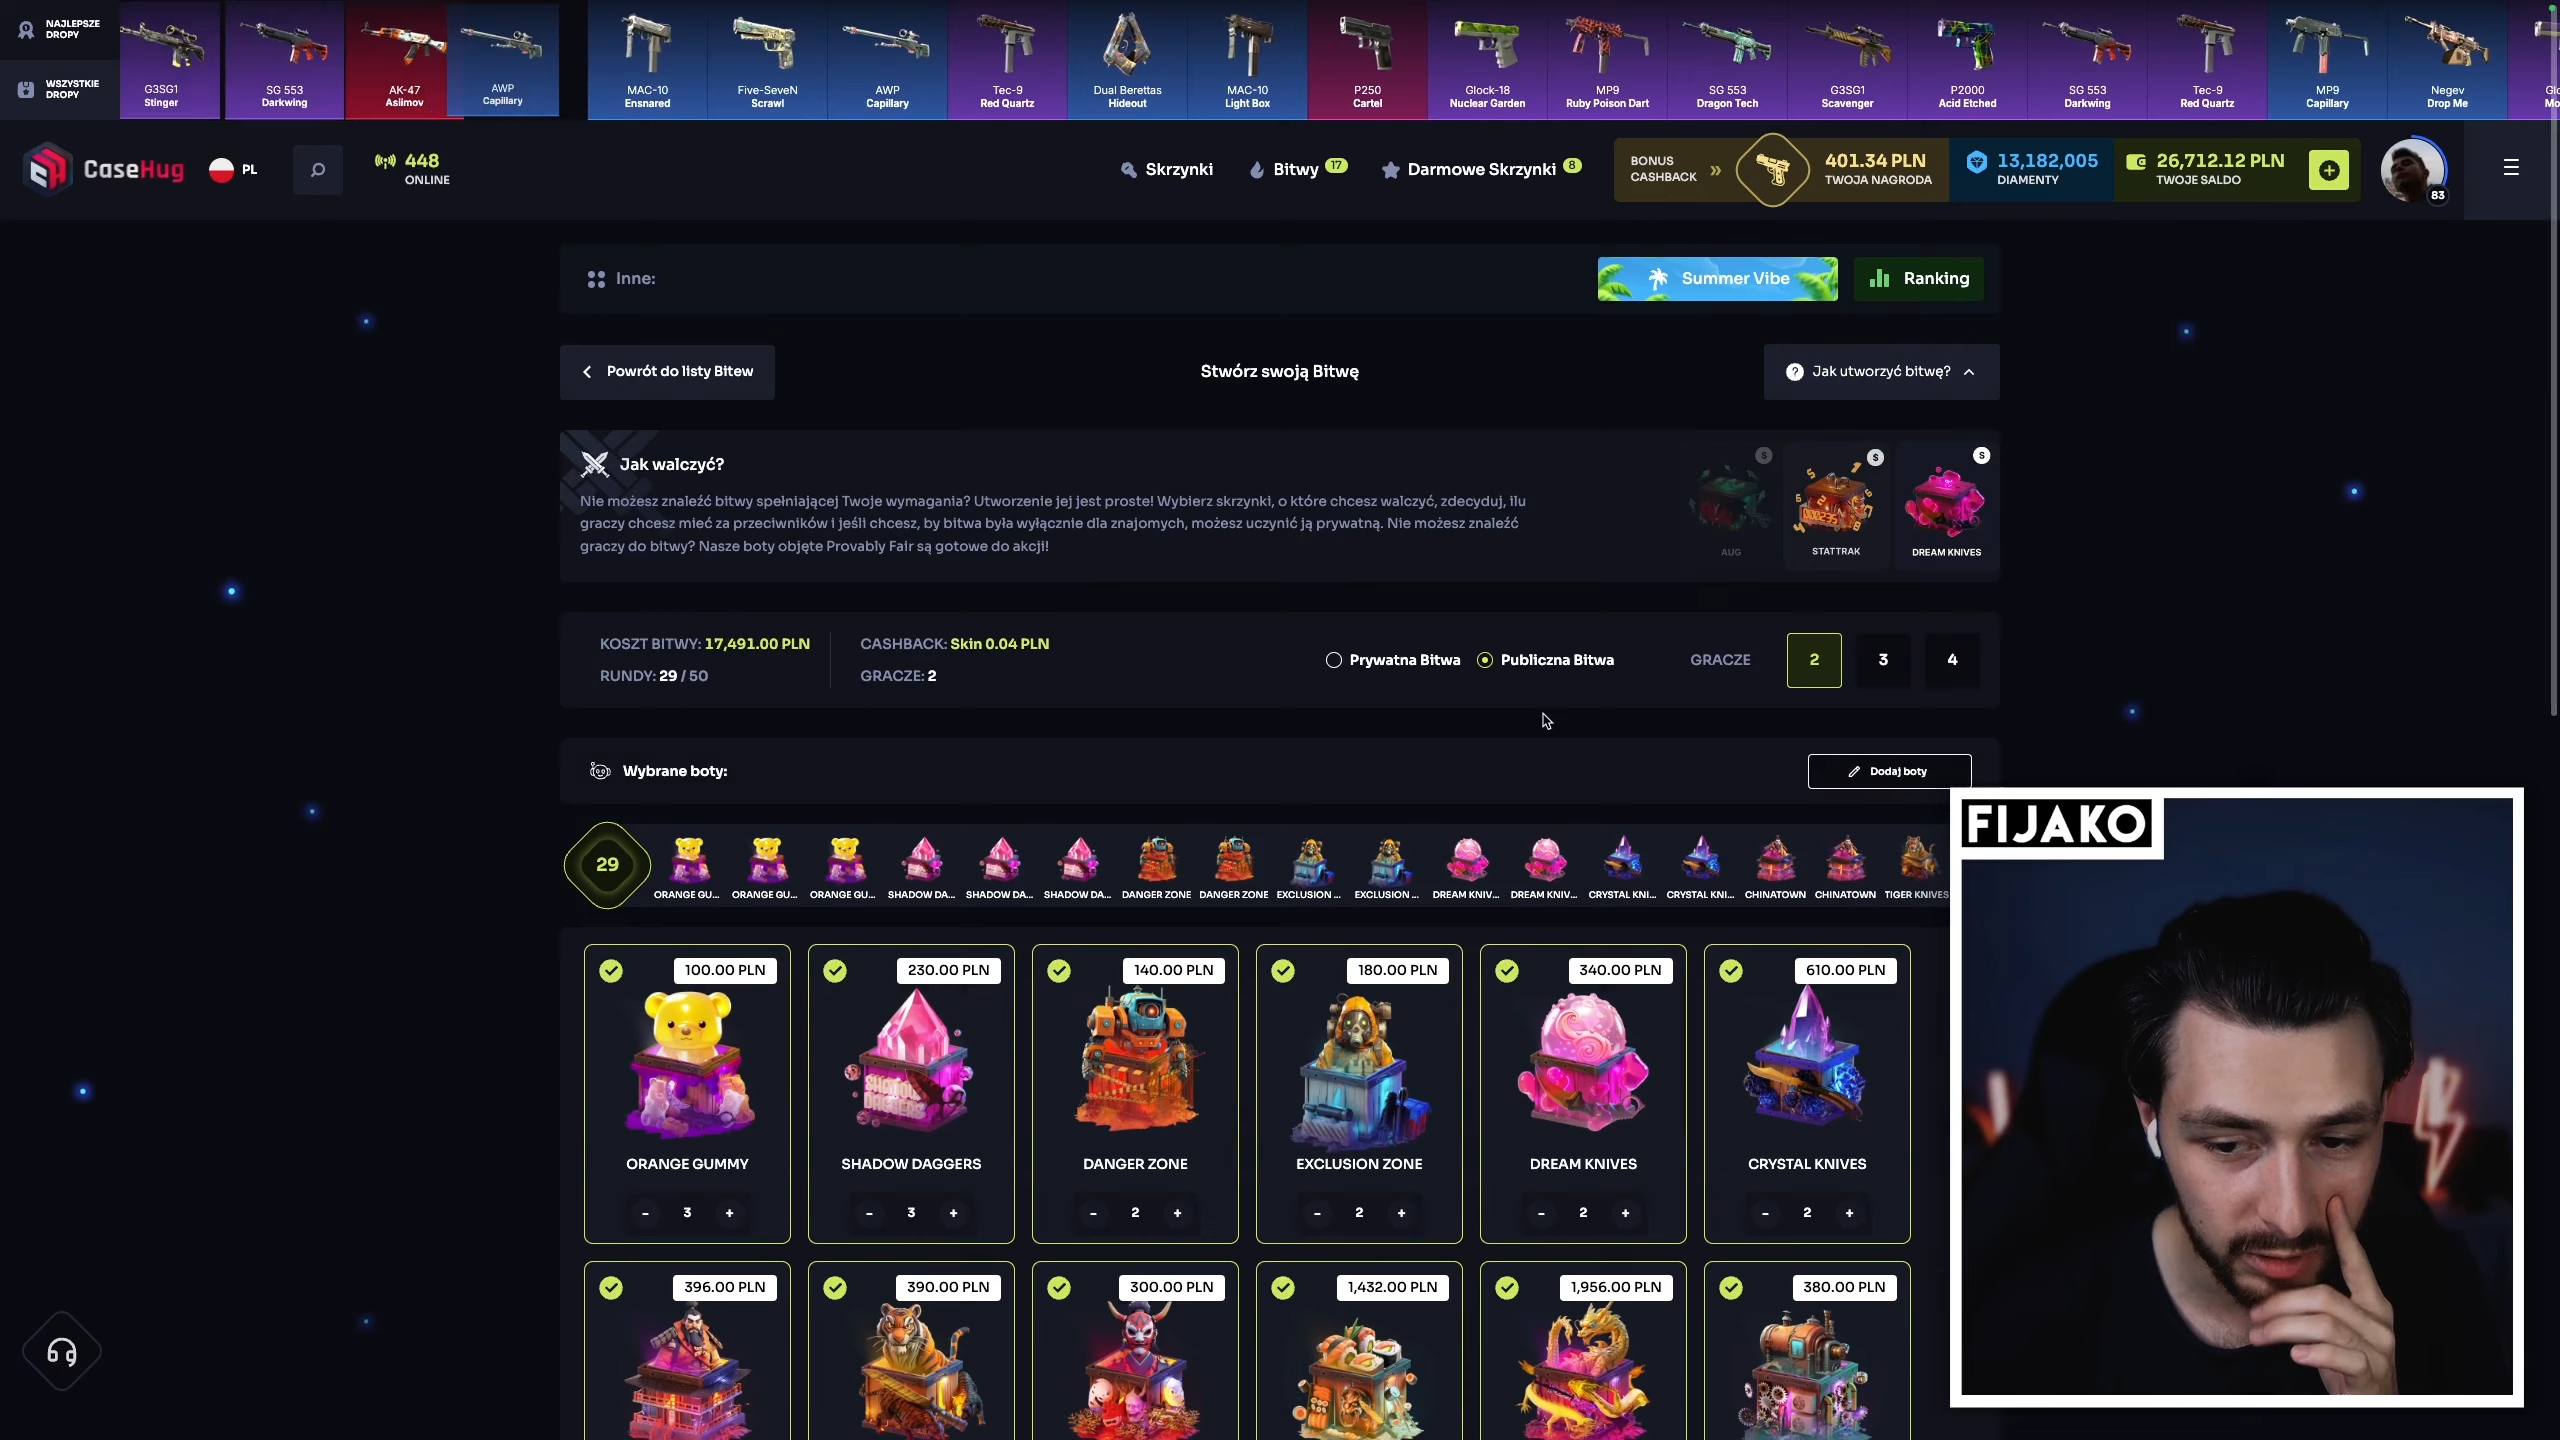 NAJLEPSZE
DROPY
WSZYSTKIE
DROPY
G3SG1
Stinger
SG 553
Darkwing
AK-47
Asiimov
AWP
Capillary
MAC-10
Ensnared
Five-SeveN
Scrawl
AWP
Capillary
Tec-9
Red Quartz
Dual Berettas
Hideout
MAC-10
Light Box
P250
Cartel
Glock-18
Nuclear Garden
MP9
Ruby Poison Dart
SG 553
Dragon Tech
G3SG1
Scavenger
P2000
Acid Etched
SG 553
Darkwing
Tec-9
Red Quartz
MP9
Capillary
Negev
Drop Me
CaseHug
PL
448
ONLINE
Skrzynki
Bitwy 17
Darmowe Skrzynki 8
BONUS
CASHBACK »
401.34 PLN
TWOJA NAGRODA
13,182,005
DIAMENTY
26,712.12 PLN
TWOJE SALDO
83
Inne:
Summer Vibe
Ranking
Powrót do listy Bitew
Stwórz swoją Bitwę
? Jak utworzyć bitwę?
Jak walczyć?
Nie możesz znaleźć bitwy spełniającej Twoje wymagania? Utworzenie jej jest proste! Wybierz skrzynki, o które chcesz walczyć, zdecyduj, ilu
graczy chcesz mieć za przeciwników i jeśli chcesz, by bitwa była wyłącznie dla znajomych, możesz uczynić ją prywatną. Nie możesz znaleźć
graczy do bitwy? Nasze boty objęte Provably Fair są gotowe do akcji!
$
AUG
$
STATTRAK
$
DREAM KNIVES
KOSZT BITWY: 17,491.00 PLN
RUNDY: 29 / 50
CASHBACK: Skin 0.04 PLN
GRACZE: 2
Prywatna Bitwa
Publiczna Bitwa
GRACZE
2
3
4
Wybrane boty:
Dodaj boty
29
ORANGE GU...
ORANGE GU...
ORANGE GU...
SHADOW DA...
SHADOW DA...
SHADOW DA...
DANGER ZONE
DANGER ZONE
EXCLUSION ...
EXCLUSION ...
DREAM KNIV...
DREAM KNIV...
CRYSTAL KNI...
CRYSTAL KNI...
CHINATOWN
CHINATOWN
TIGER KNIVES
FIJAKO
100.00 PLN
ORANGE GUMMY
- 3 +
230.00 PLN
SHADOW DAGGERS
SHADOW DAGGERS
- 3 +
140.00 PLN
DANGER ZONE
- 2 +
180.00 PLN
EXCLUSION ZONE
- 2 +
340.00 PLN
DREAM KNIVES
- 2 +
610.00 PLN
CRYSTAL KNIVES
- 2 +
396.00 PLN
390.00 PLN
300.00 PLN
1,432.00 PLN
1,956.00 PLN
380.00 PLN